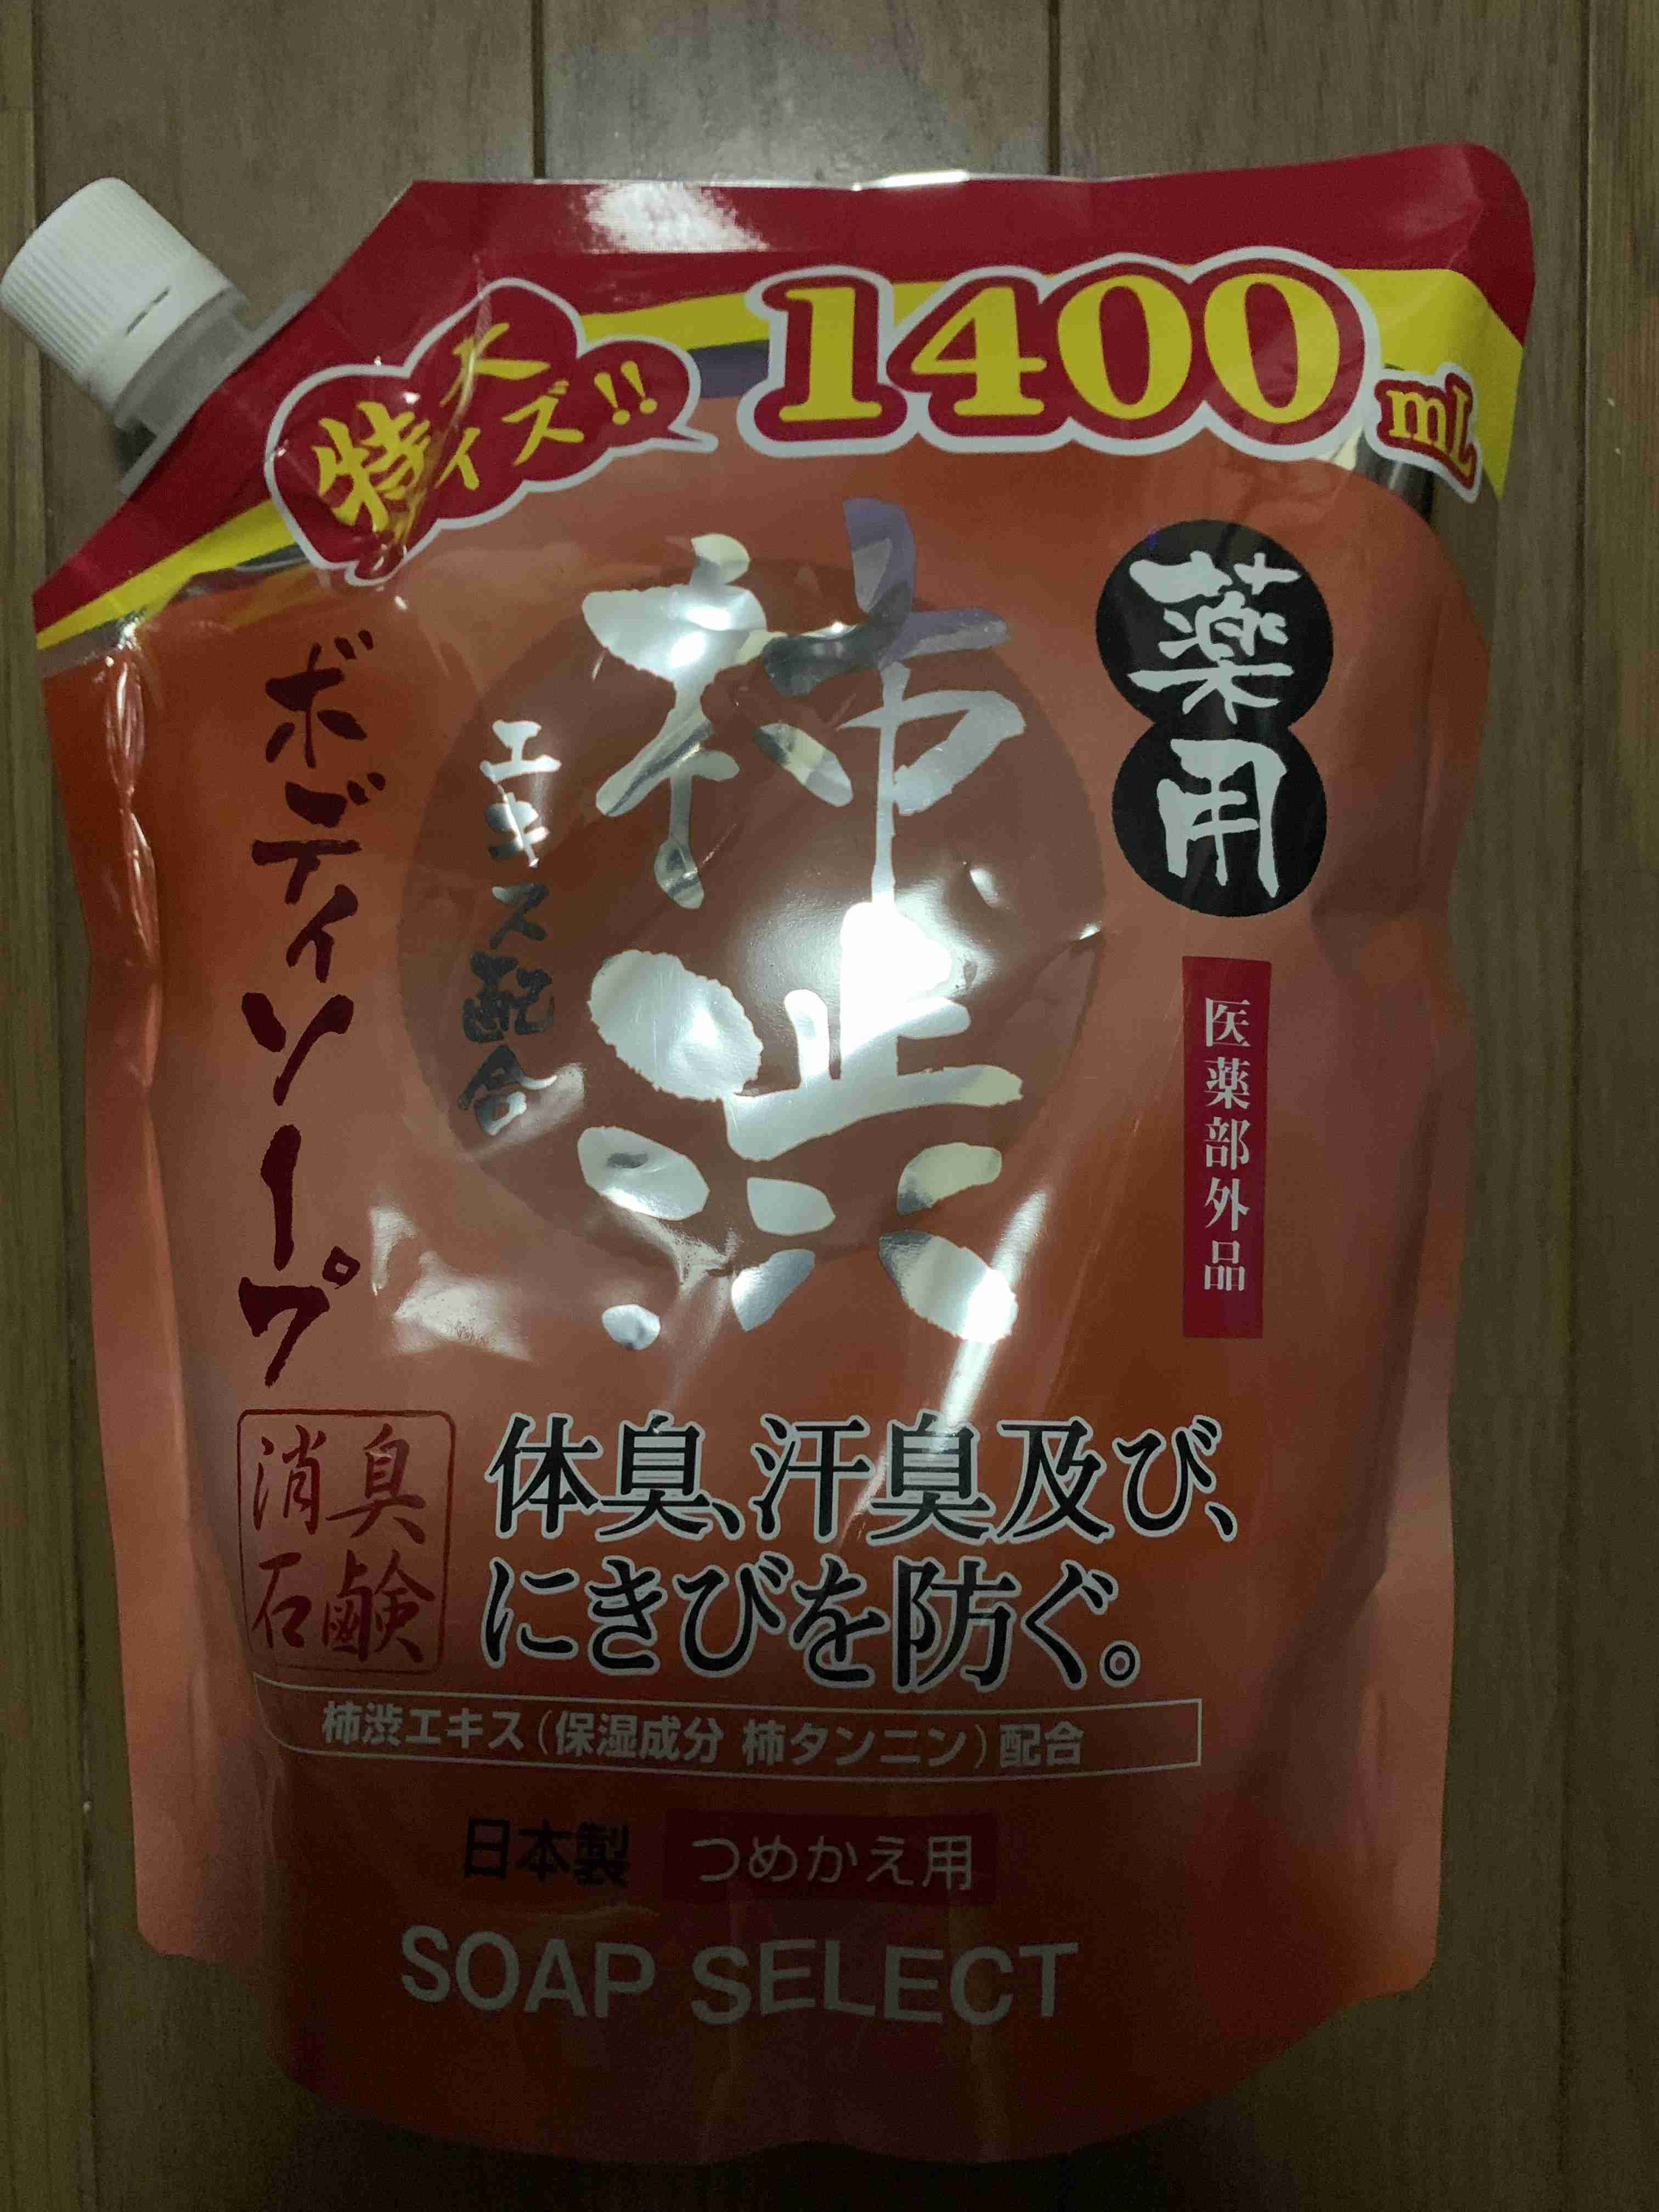 特大
サイズ!!
1400mL
薬用
医薬部外品
柿渋
エキス配合
ボディソープ
消臭
石鹸
体臭、汗臭及び、
にきびを防ぐ。
柿渋エキス(保湿成分 柿タンニン)配合
日本製 つめかえ用
SOAP SELECT